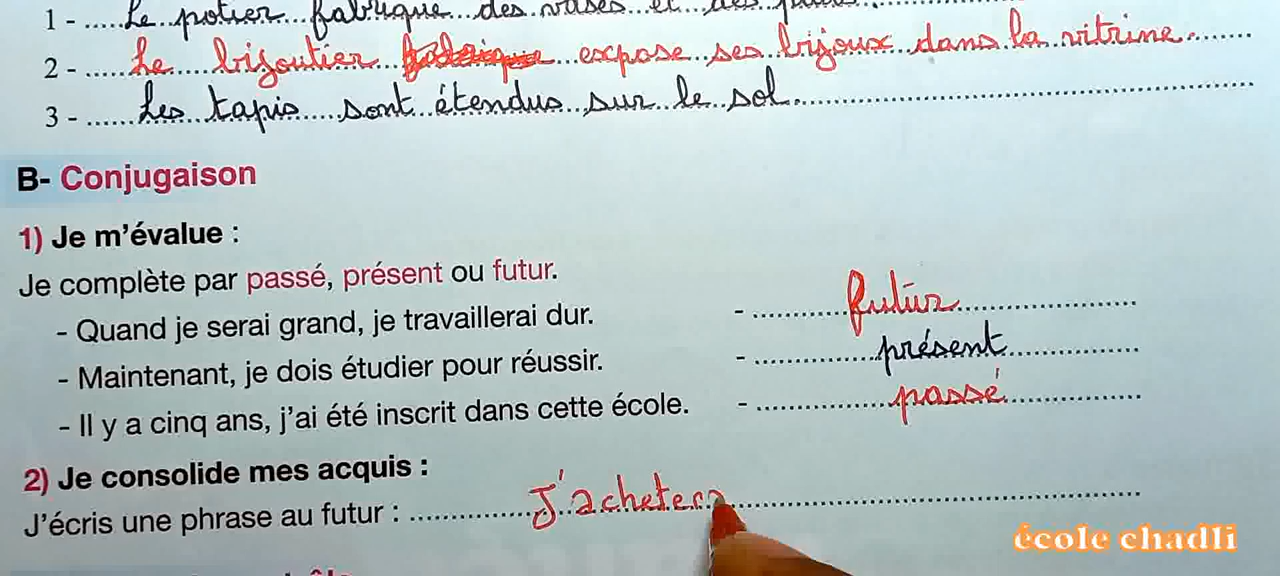 1 - Le potier fabrique des vases et des
2 - Le bijoutier expose ses bijoux dans la vitrine.
3 - Les tapis sont étendus sur le sol.
B- Conjugaison
1) Je m'évalue :
Je complète par passé, présent ou futur.
- Quand je serai grand, je travaillerai dur. - futur
- Maintenant, je dois étudier pour réussir. - présent
- Il y a cinq ans, j'ai été inscrit dans cette école. - passé
2) Je consolide mes acquis :
J'écris une phrase au futur : J'achetera
école chadli